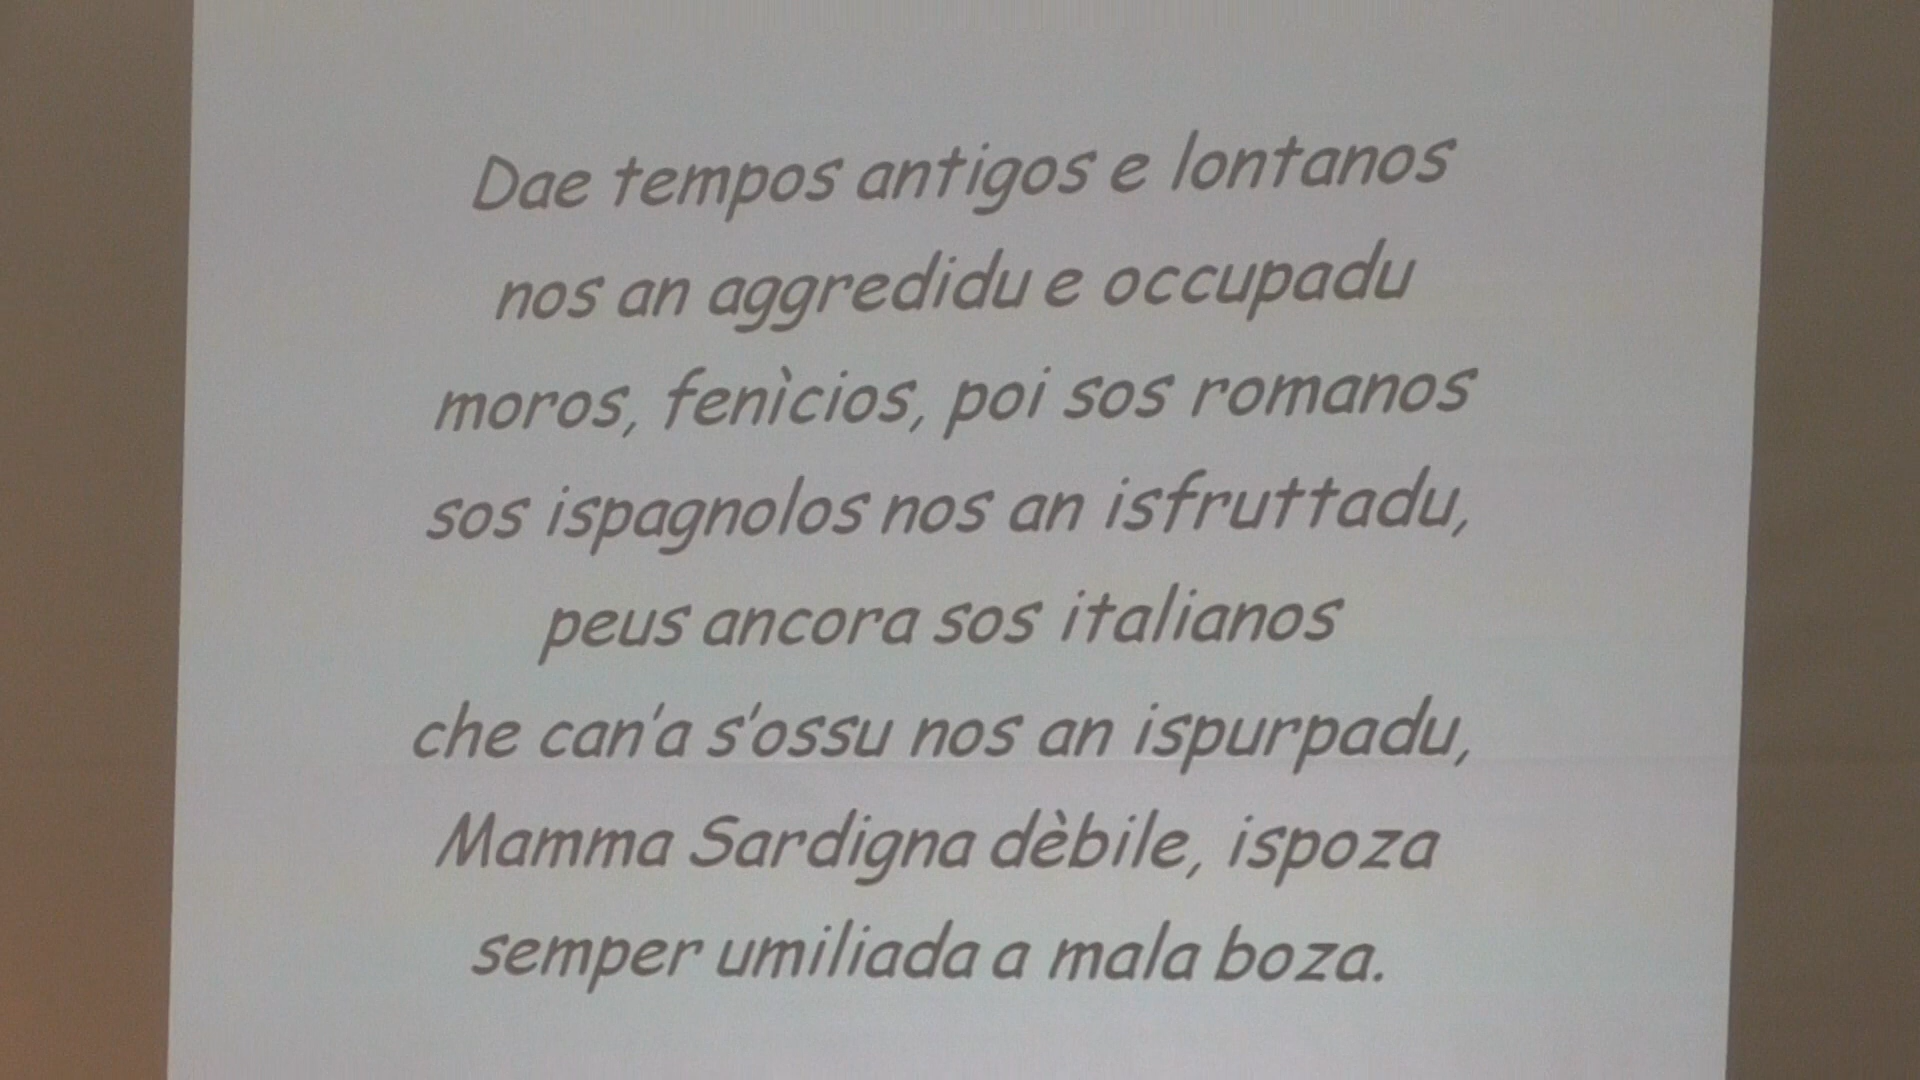 Dae tempos antigos e lontanos
nos an aggredidu e occupadu
moros, fenìcios, poi sos romanos
sos ispagnolos nos an isfruttadu,
peus ancora sos italianos
che can'a s'ossu nos an ispurpadu,
Mamma Sardigna dèbile, ispoza
semper umiliada a mala boza.